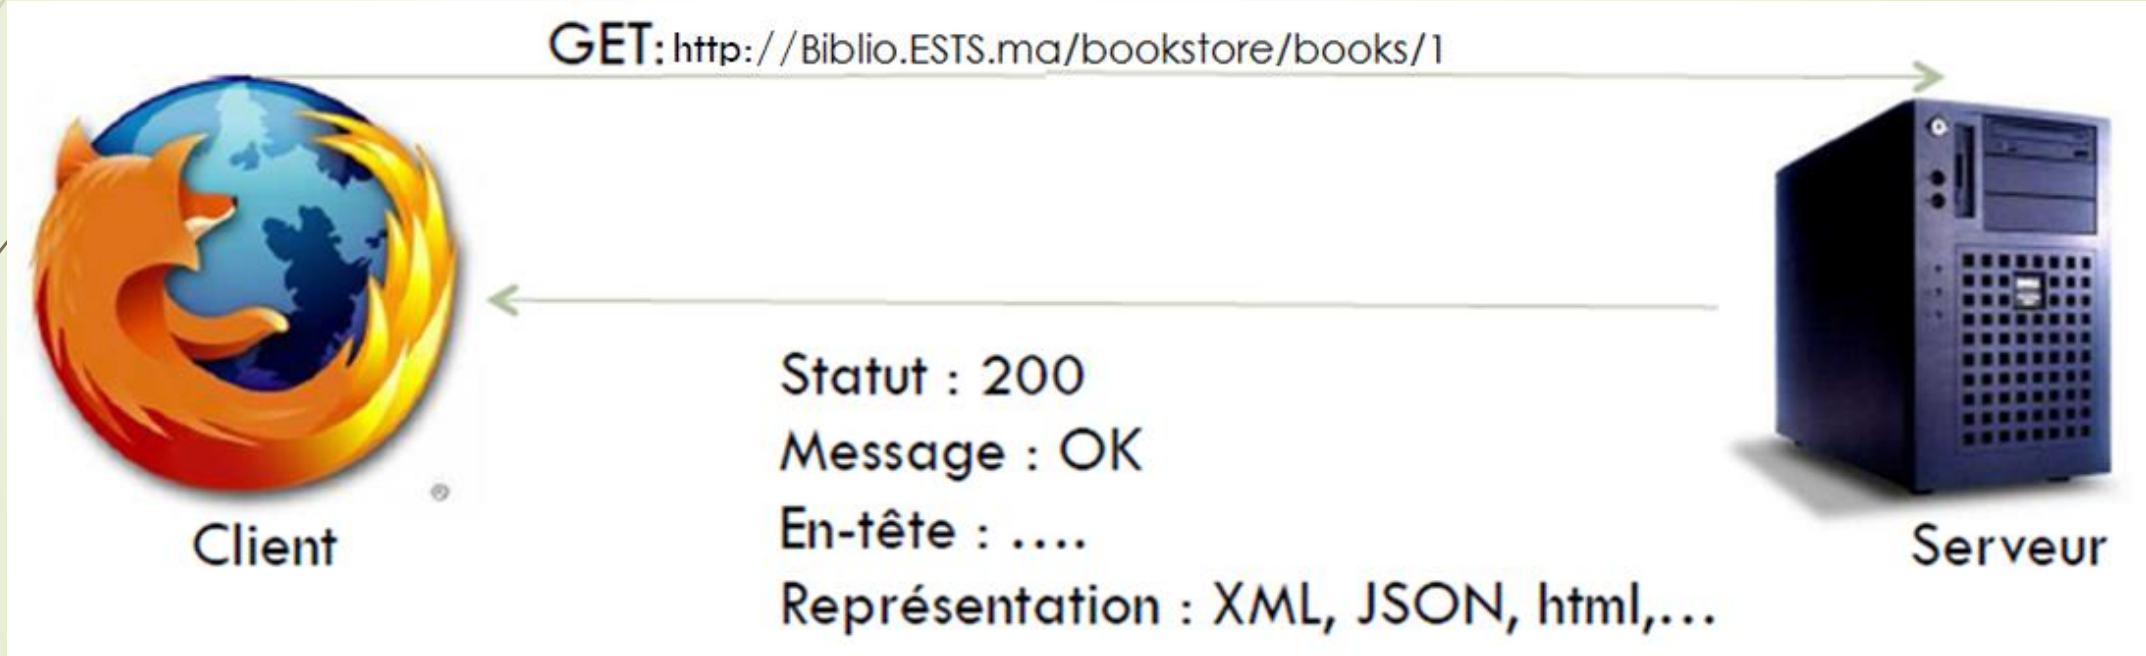 GET: http://Biblio.ESTS.ma/bookstore/books/1
Statut : 200
Message : OK
En-tête : ....
Représentation : XML, JSON, html,...
Client
Serveur
®